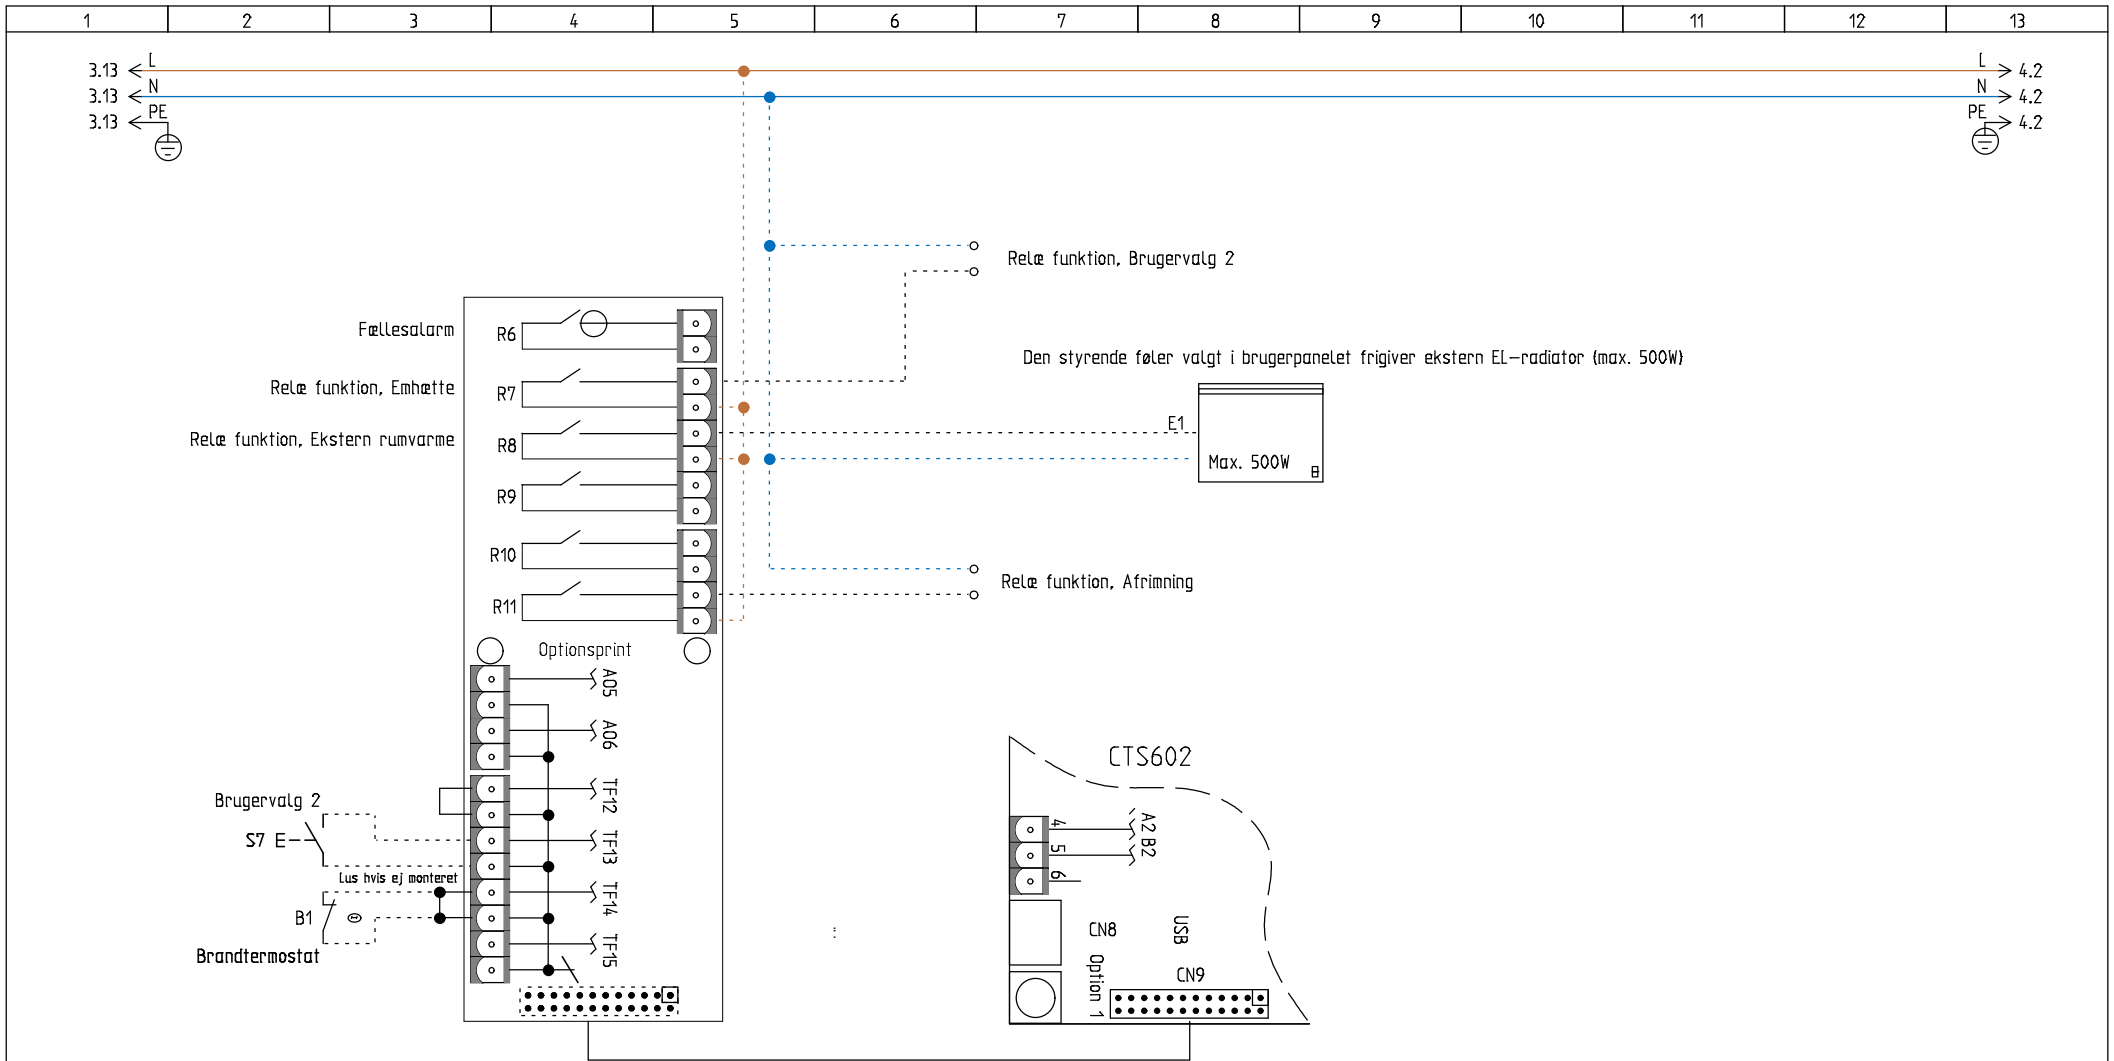 1 2 3 4 5 6 7 8 9 10 11 12 13
3.13 L L 4.2
3.13 N N 4.2
3.13 PE PE 4.2
Relæ funktion, Brugervalg 2
Fællesalarm R6
Den styrende føler valgt i brugerpanelet frigiver ekstern EL-radiator (max. 500W)
Relæ funktion, Emhætte R7
E1
Relæ funktion, Ekstern rumvarme R8
Max. 500W
R9
R10
Relæ funktion, Afrimning
R11
Optionsprint
A05
A06
CTS602
TF12
Brugervalg 2
4 A2
S7 TF13
5 B2
Lus hvis ej monteret
6
TF14
B1
CN8 USB
TF15
Brandtermostat
Option 1
CN9